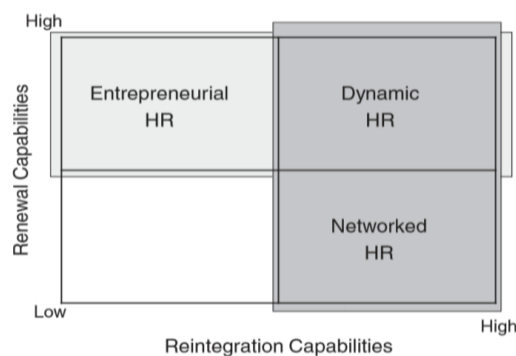 High
Renewal Capabilities
Entrepreneurial
HR
Dynamic
HR
Networked
HR
Low
High
Reintegration Capabilities